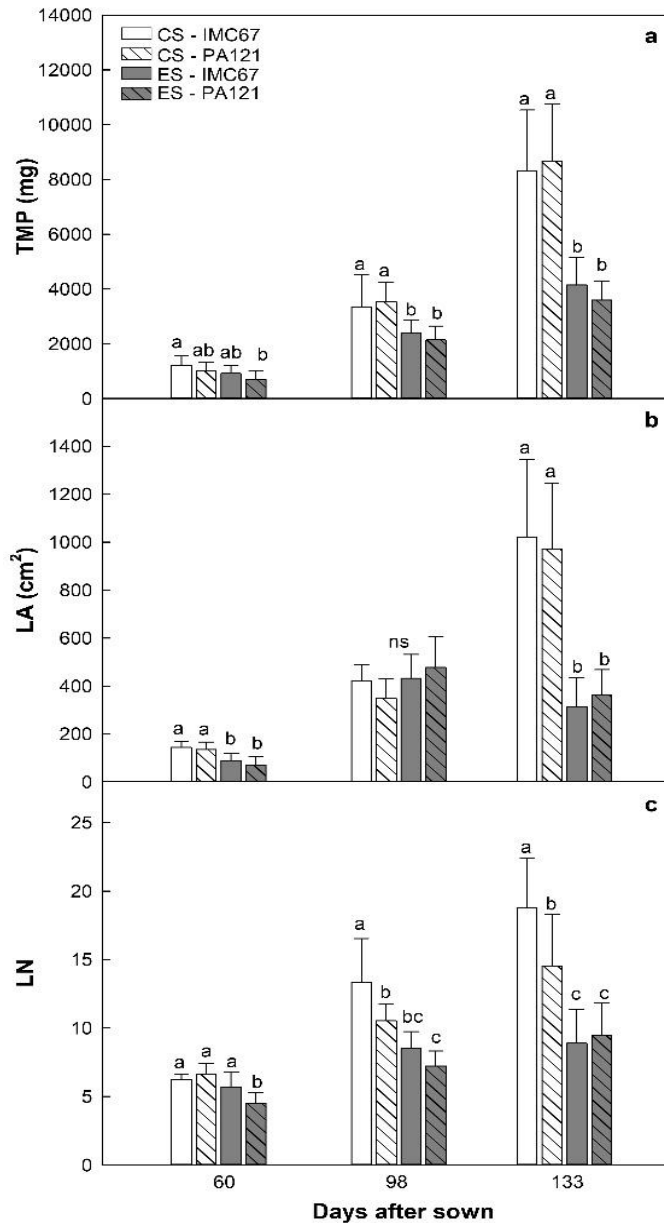 14000
12000
10000
8000
6000
4000
2000
0
TMP (mg)
CS - IMC67
CS - PA121
ES - IMC67
ES - PA121
a
a ab ab b
a a b b
a a b b
1400
1200
1000
800
600
400
200
0
LA (cm²)
b
a a b b
ns
a a b b
25
20
15
10
5
0
LN
c
a a a b
a b bc c
a b c c
60 98 133
Days after sown